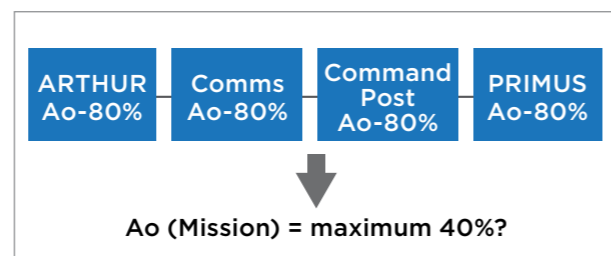 ARTHUR
Ao-80%
Comms
Ao-80%
Command
Post
Ao-80%
PRIMUS
Ao-80%
Ao (Mission) = maximum 40%?